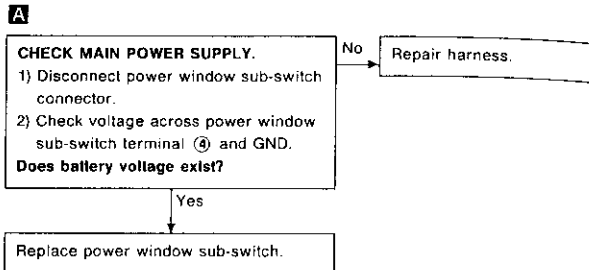 A
CHECK MAIN POWER SUPPLY.
1) Disconnect power window sub-switch
connector.
2) Check voltage across power window
sub-switch terminal ④ and GND.
Does battery voltage exist?
No
Repair harness.
Yes
Replace power window sub-switch.